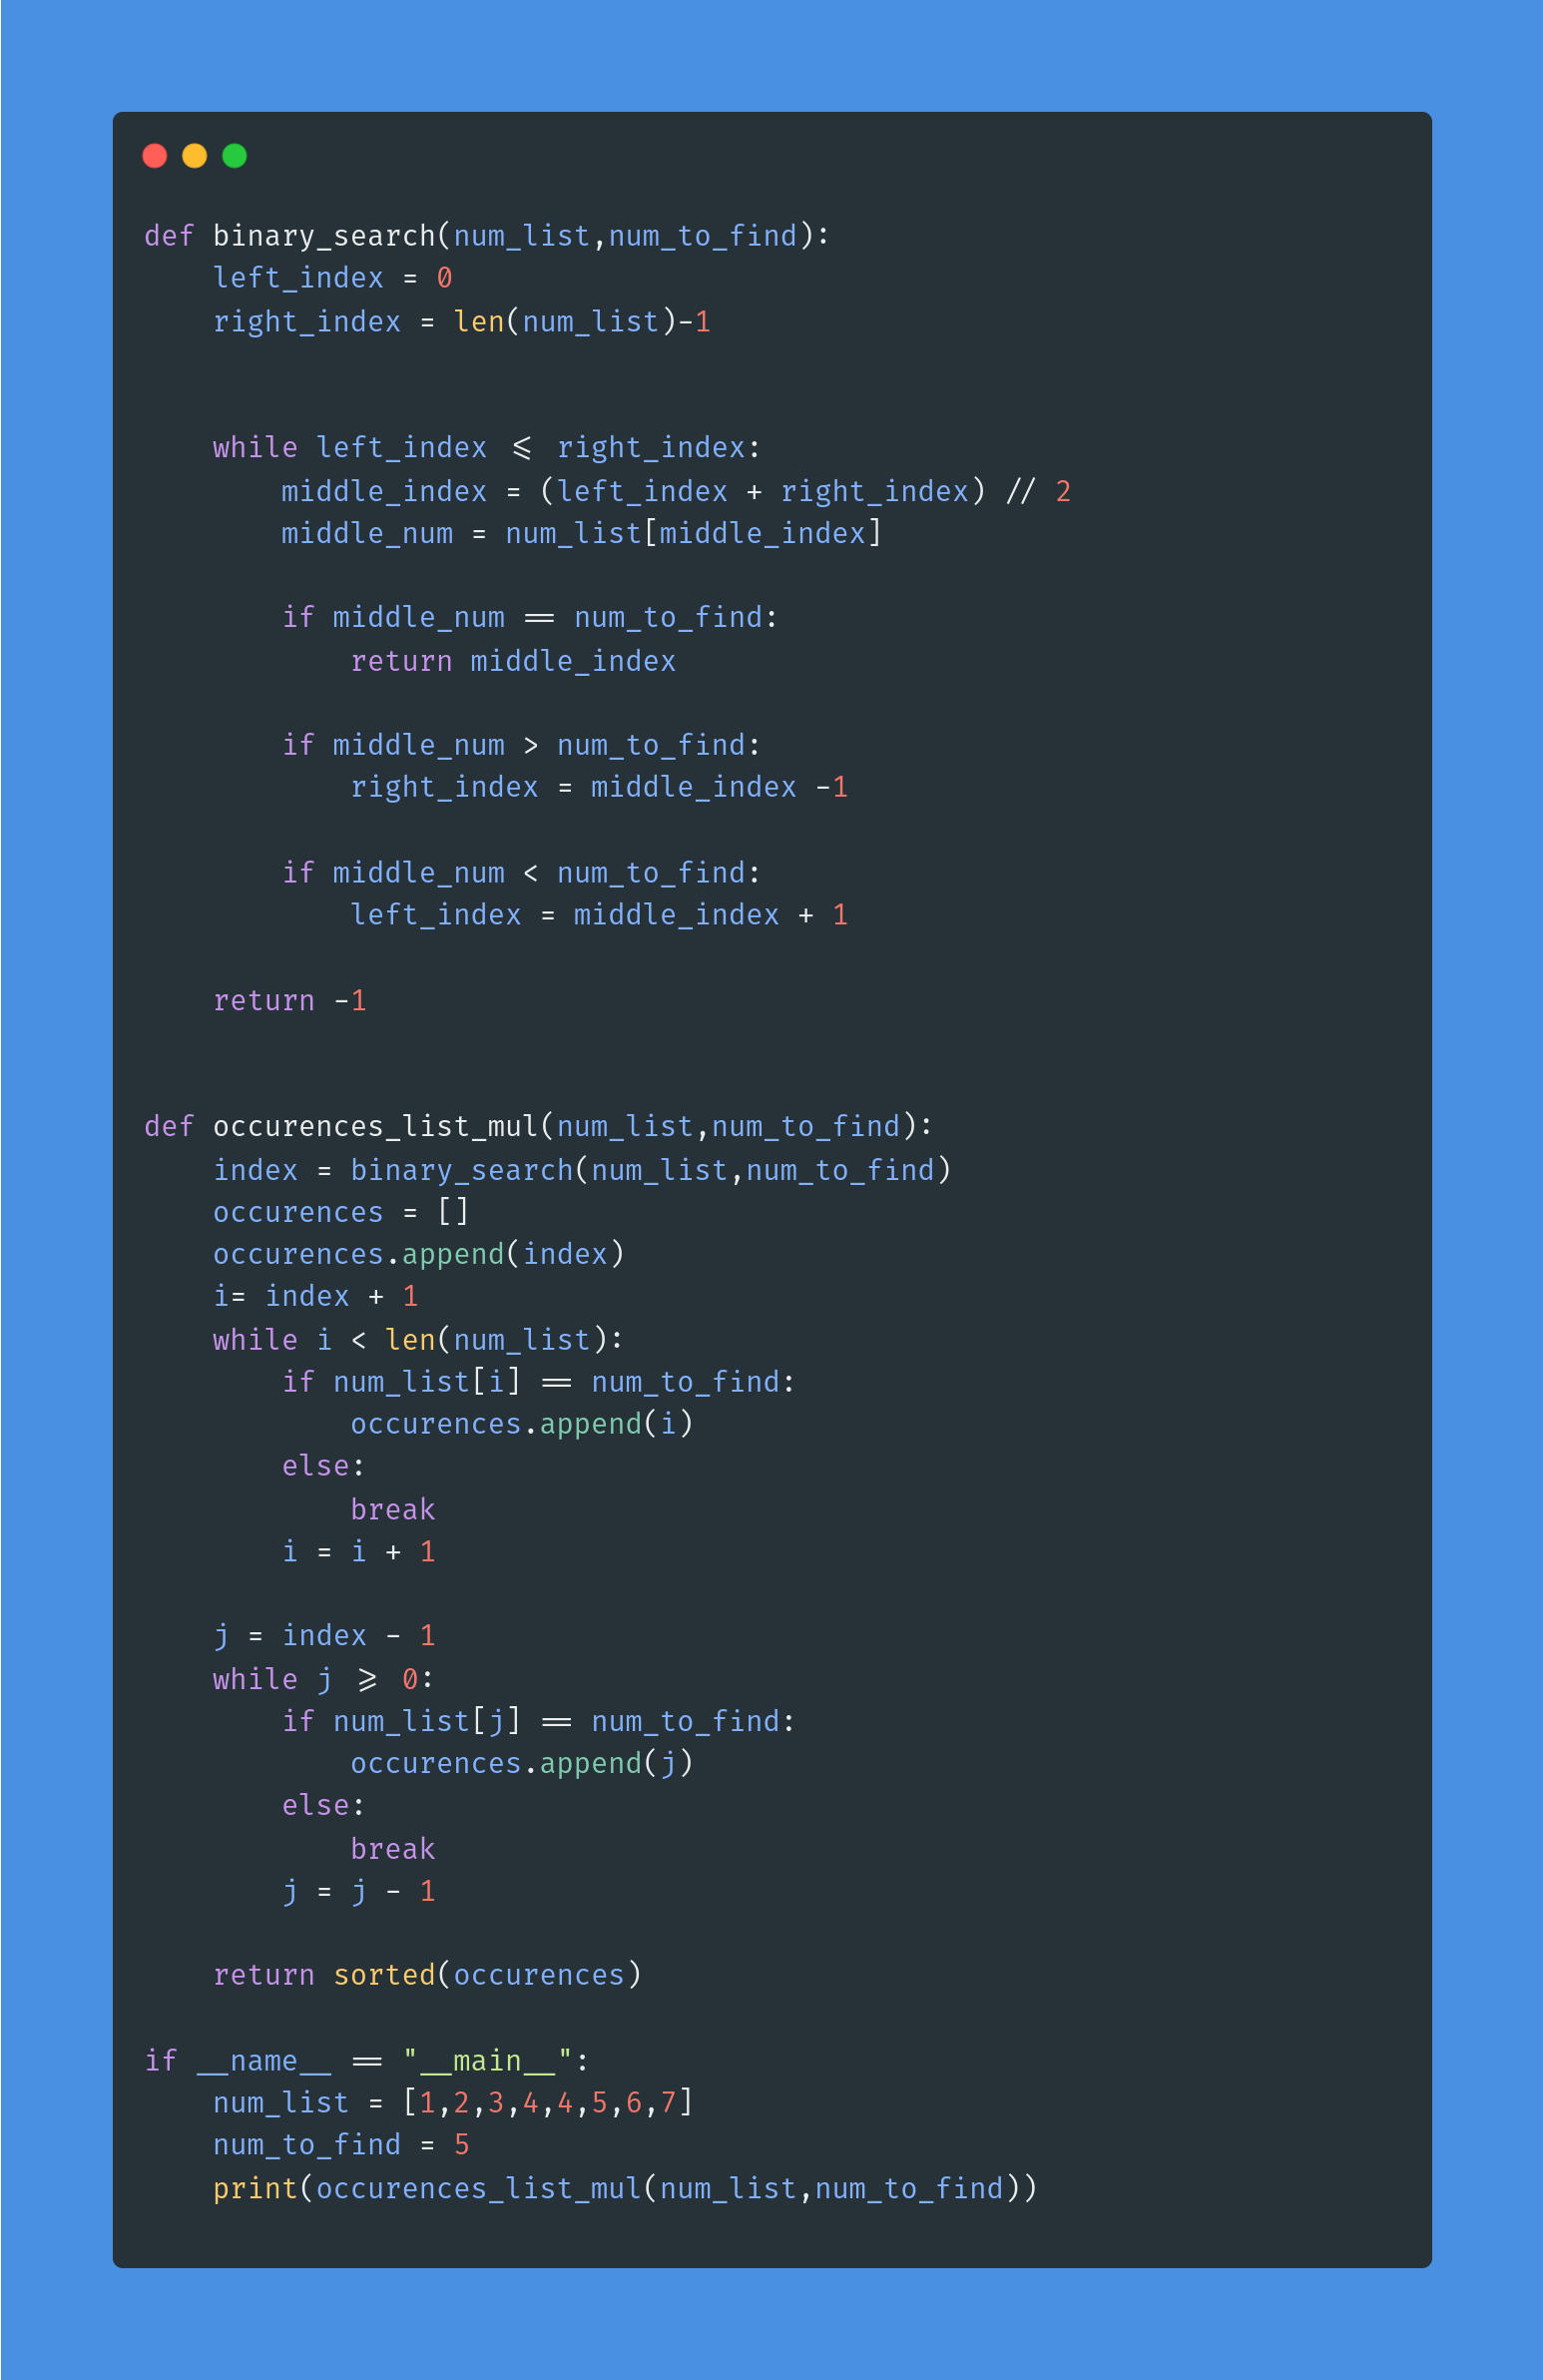 def binary_search(num_list,num_to_find):
    left_index = 0
    right_index = len(num_list)-1
    while left_index <= right_index:
        middle_index = (left_index + right_index) // 2
        middle_num = num_list[middle_index]
        if middle_num == num_to_find:
            return middle_index
        if middle_num > num_to_find:
            right_index = middle_index -1
        if middle_num < num_to_find:
            left_index = middle_index + 1
    return -1
def occurences_list_mul(num_list,num_to_find):
    index = binary_search(num_list,num_to_find)
    occurences = []
    occurences.append(index)
    i= index + 1
    while i < len(num_list):
        if num_list[i] == num_to_find:
            occurences.append(i)
        else:
            break
        i = i + 1
    j = index - 1
    while j >= 0:
        if num_list[j] == num_to_find:
            occurences.append(j)
        else:
            break
        j = j - 1
    return sorted(occurences)
if __name__ == "__main__":
    num_list = [1,2,3,4,4,5,6,7]
    num_to_find = 5
    print(occurences_list_mul(num_list,num_to_find))